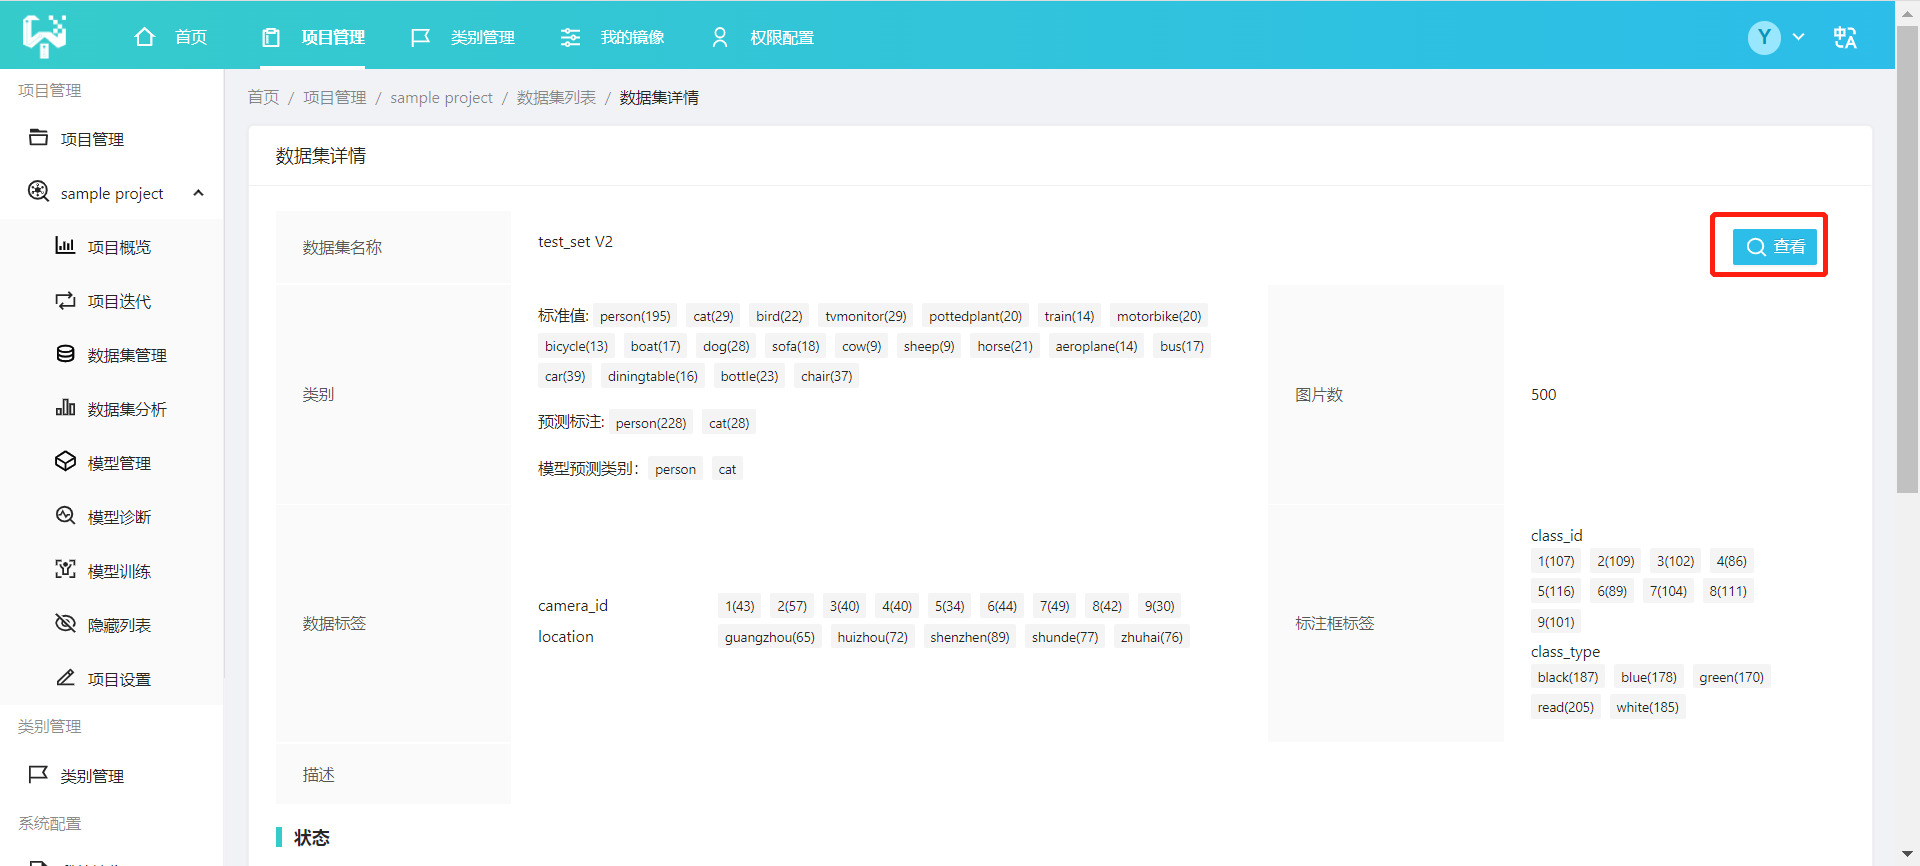 首页 项目管理 类别管理 我的镜像 权限配置 Y
项目管理
项目管理
sample project
项目概览
项目迭代
数据集管理
数据集分析
模型管理
模型诊断
模型训练
隐藏列表
项目设置
类别管理
类别管理
系统配置
首页 / 项目管理 / sample project / 数据集列表 / 数据集详情
数据集详情
数据集名称 test_set V2 查看
类别
标准值: person(195) cat(29) bird(22) tvmonitor(29) pottedplant(20) train(14) motorbike(20)
bicycle(13) boat(17) dog(28) sofa(18) cow(9) sheep(9) horse(21) aeroplane(14) bus(17)
car(39) diningtable(16) bottle(23) chair(37)
预测标注: person(228) cat(28)
模型预测类别： person cat
图片数 500
数据标签
camera_id 1(43) 2(57) 3(40) 4(40) 5(34) 6(44) 7(49) 8(42) 9(30)
location guangzhou(65) huizhou(72) shenzhen(89) shunde(77) zhuhai(76)
标注框标签
class_id
1(107) 2(109) 3(102) 4(86)
5(116) 6(89) 7(104) 8(111)
9(101)
class_type
black(187) blue(178) green(170)
read(205) white(185)
描述
状态